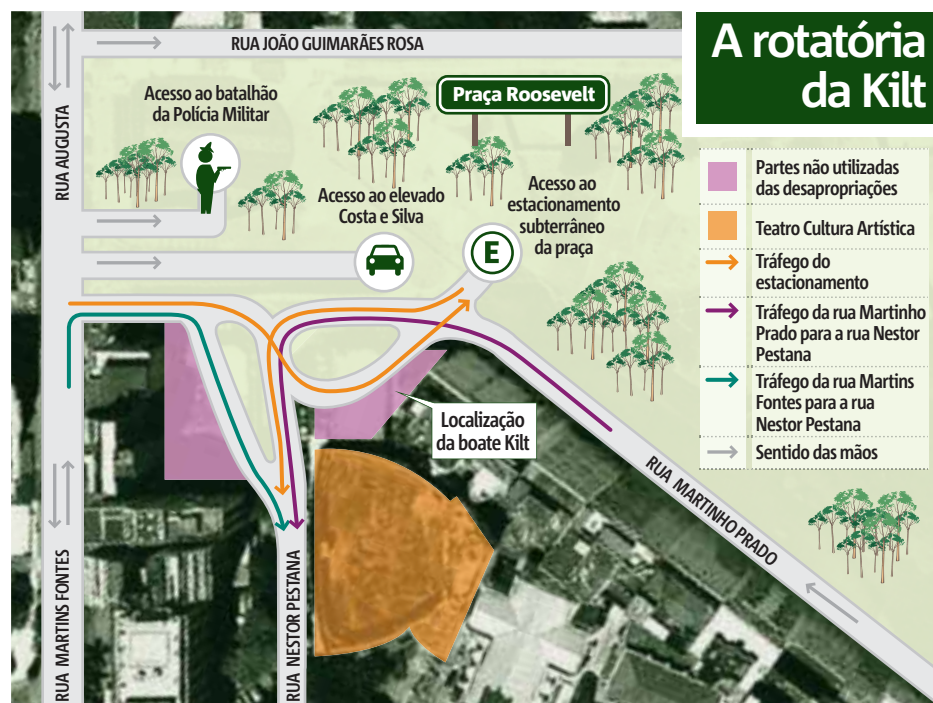 A rotatória
da Kilt
RUA JOÃO GUIMARÃES ROSA
RUA AUGUSTA
Acesso ao batalhão
da Polícia Militar
Praça Roosevelt
Acesso ao elevado
Costa e Silva
Acesso ao
estacionamento
subterrâneo
da praça
E
Localização
da boate Kilt
RUA MARTINHO PRADO
RUA MARTINS FONTES
RUA NESTOR PESTANA
Partes não utilizadas
das desapropriações
Teatro Cultura Artística
Tráfego do
estacionamento
Tráfego da rua Martinho
Prado para a rua Nestor
Pestana
Tráfego da rua Martins
Fontes para a rua
Nestor Pestana
Sentido das mãos